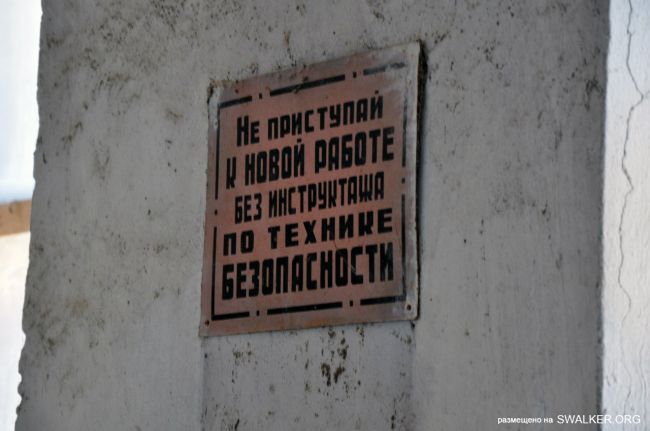 Не приступай
к новой работе
без инструктажа
по технике
безопасности
размещено на SWALKER.ORG